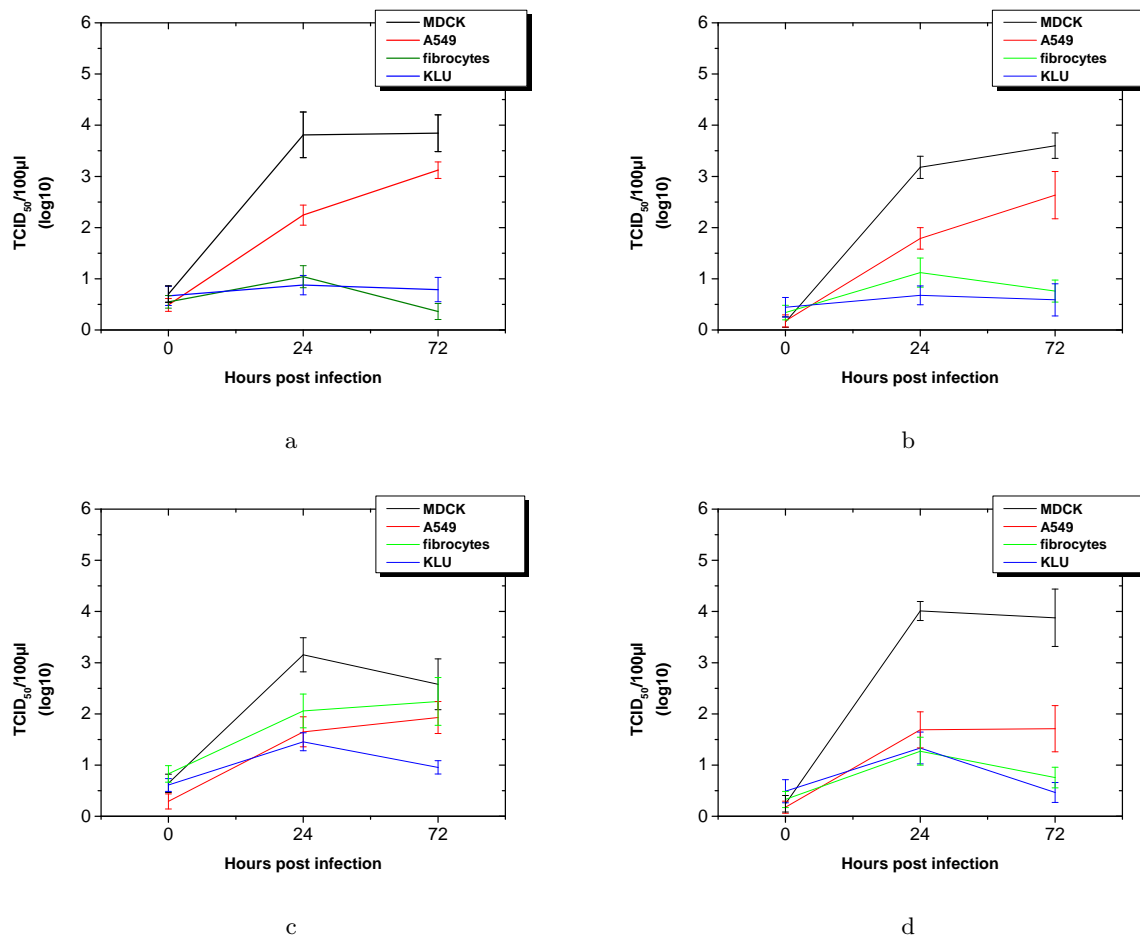 MDCK
A549
fibrocytes
KLU
6
5
4
3
2
1
0
TCID50/100µl
(log10)
0 24 72
Hours post infection
a
MDCK
A549
fibrocytes
KLU
6
5
4
3
2
1
0
TCID50/100µl
(log10)
0 24 72
Hours post infection
b
MDCK
A549
fibrocytes
KLU
6
5
4
3
2
1
0
TCID50/100µl
(log10)
0 24 72
Hours post infection
c
MDCK
A549
fibrocytes
KLU
6
5
4
3
2
1
0
TCID50/100µl
(log10)
0 24 72
Hours post infection
d